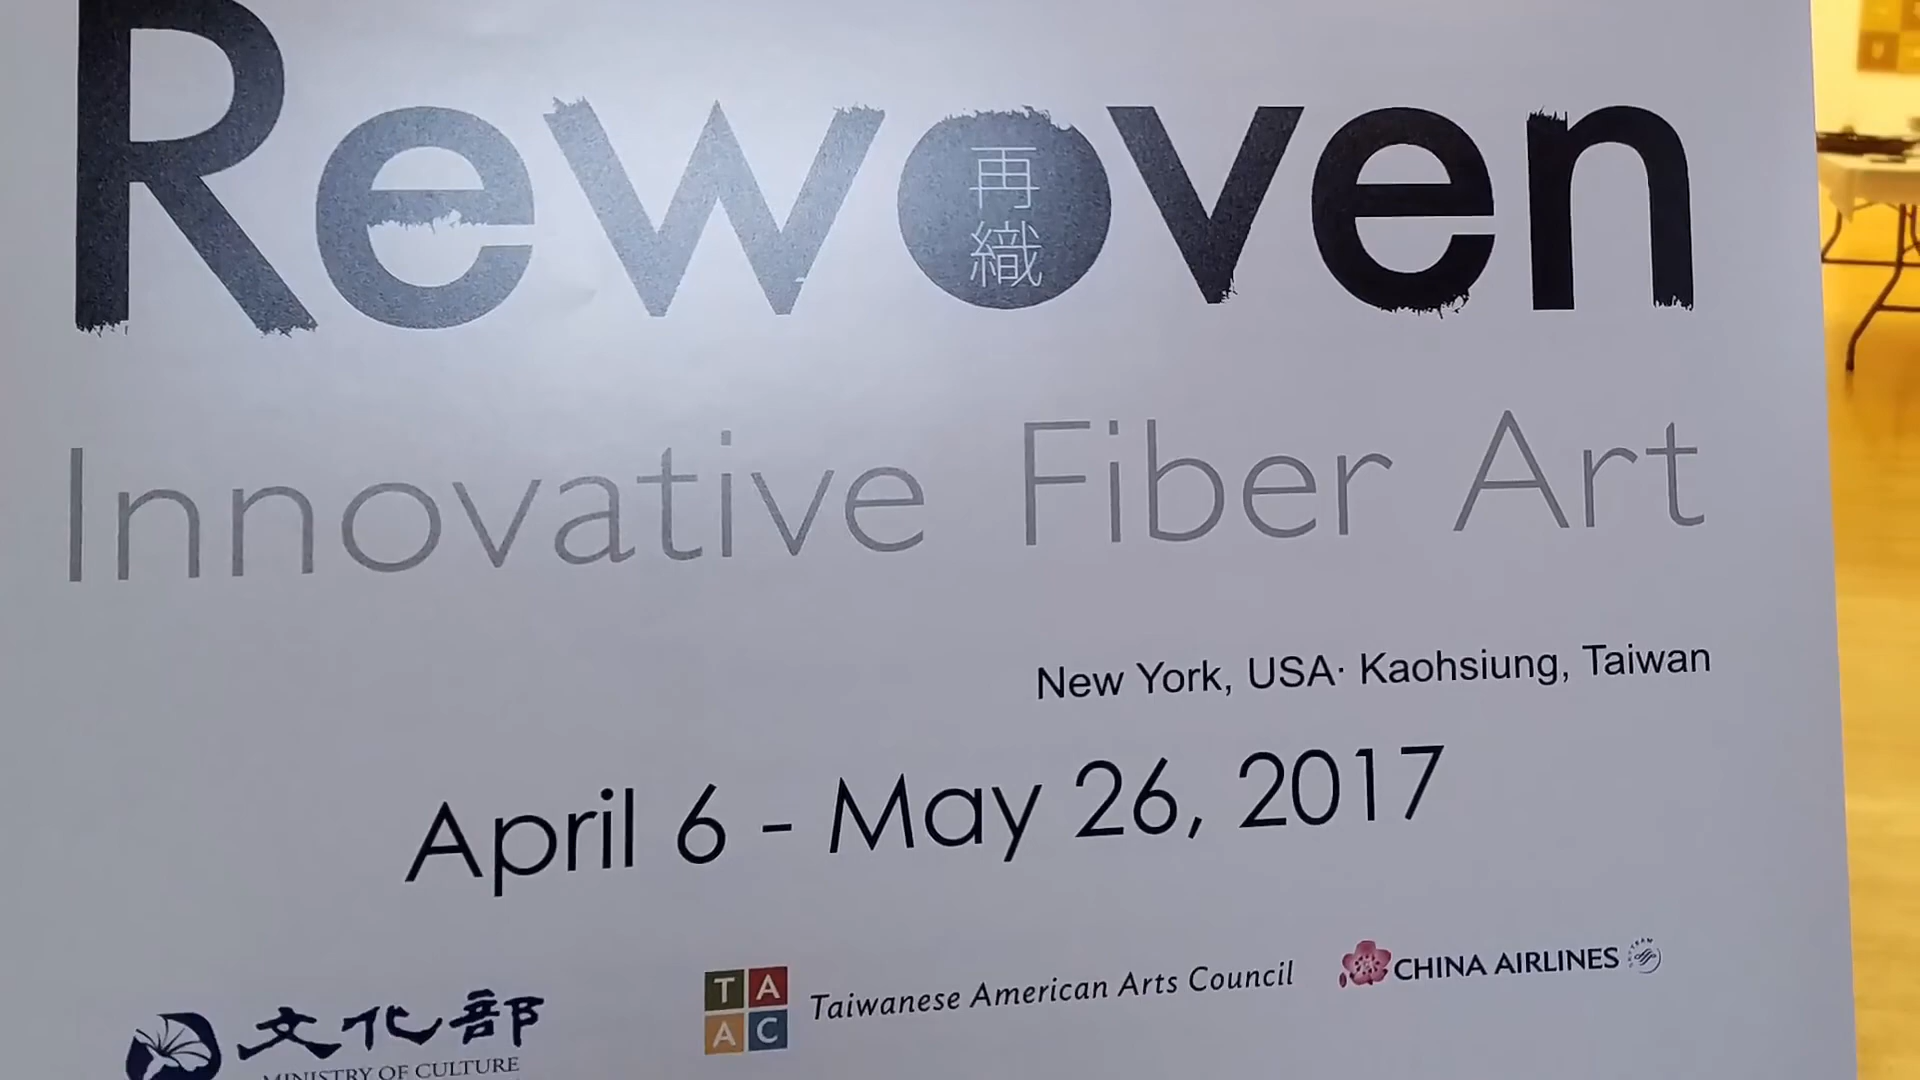 Rewoven
再織
Innovative Fiber Art
New York, USA· Kaohsiung, Taiwan
April 6 - May 26, 2017
TAAC
Taiwanese American Arts Council
CHINA AIRLINES
文化部
MINISTRY OF CULTURE